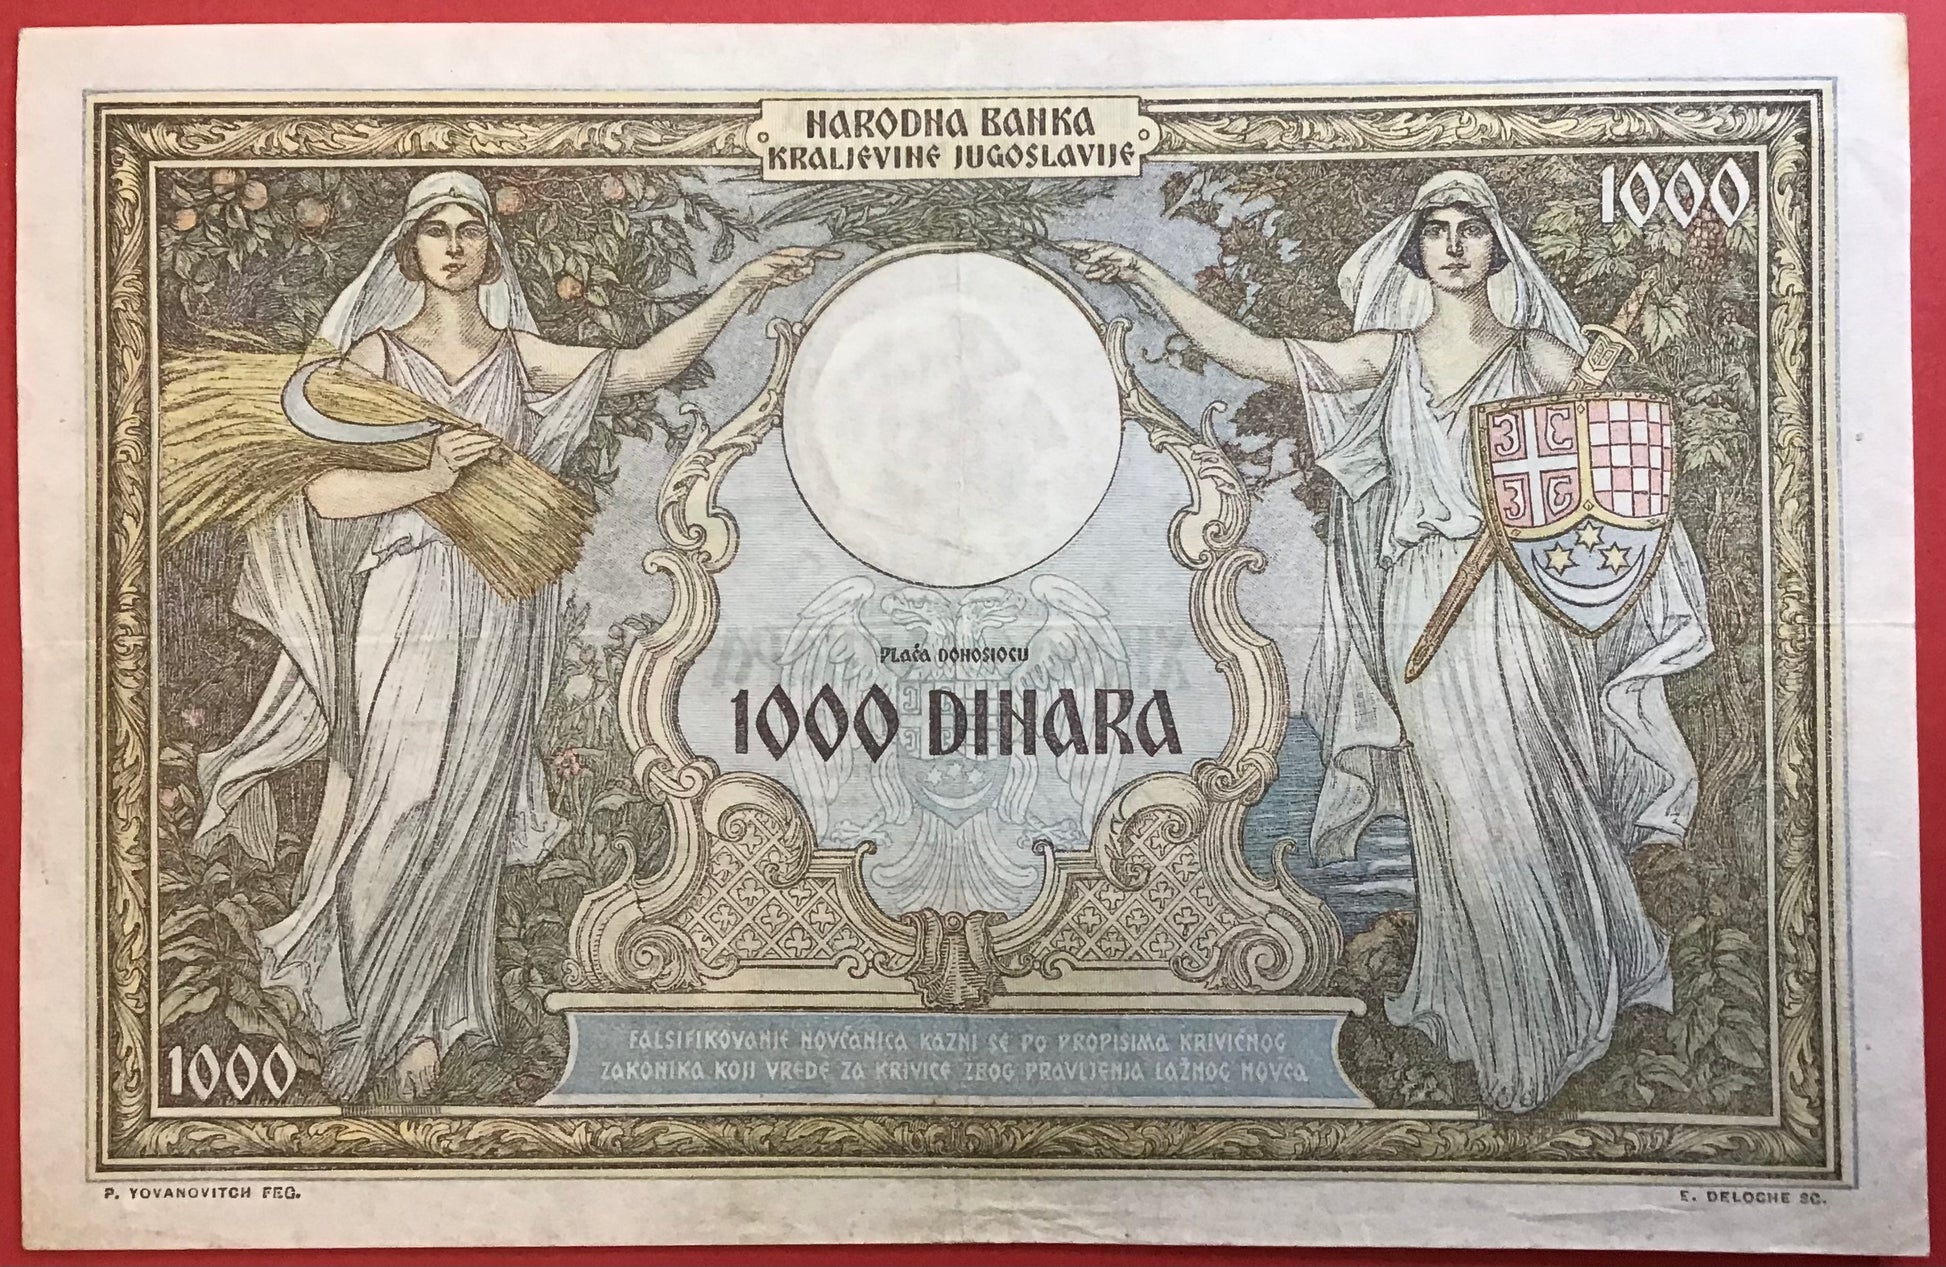 NARODNA BANKA
KRALJEVINE JUGOSLAVIJE
1000
PLAĆA DONOSIOCU
1000 DINARA
FALSIFIKOVANJE NOVČANICA KAZNI SE PO PROPISIMA KRIVIČNOG
ZAKONIKA KOJI VREDE ZA KRIVICE ZBOG PRAVLJENJA LAŽNOG NOVCA
1000
P. YOVANOVITCH FEC.
E. DELOCHE SC.